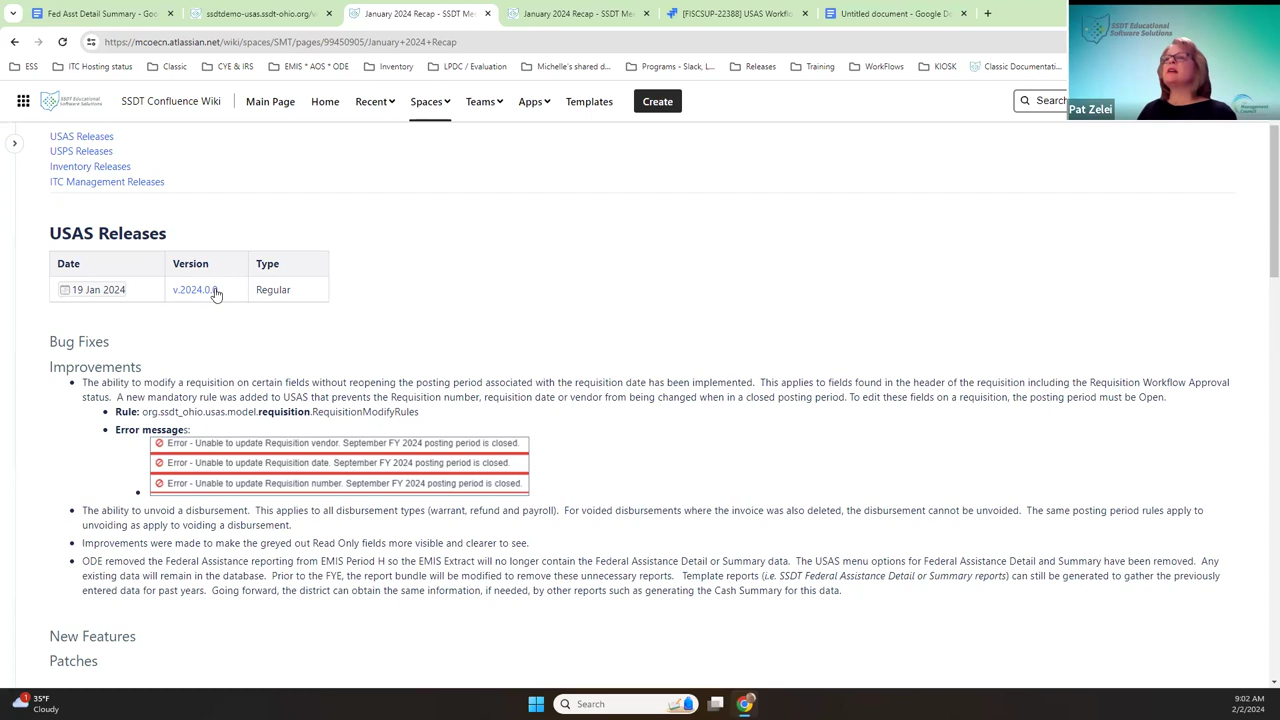 Fed Asst Detail Summary - Go
ssdtdemo-usas.ssdt-ohio.org/v
January 2024 Recap - SSDT Me
January 2024 Recap - SSDT Me
[FISCSUP-22388] USAS Workflo
Untitled document - Google De
https://mcoecn.atlassian.net/wiki/spaces/SMT/pages/99450905/January+2024+Recap
ESS
ITC Hosting status
Classic
CYE & IRS
EMIS * AOS * ODE
Inventory
LPDC / Evaluation
Michelle's shared d...
Programs - Slack, L...
Releases
Training
WorkFlows
KIOSK
Classic Documentati...
SSDT Educational
Software Solutions
Pat Zelei
Management
Council
SSDT Educational
Software Solutions
SSDT Confluence Wiki
Main Page
Home
Recent
Spaces
Teams
Apps
Templates
Create
Search
USAS Releases
USPS Releases
Inventory Releases
ITC Management Releases
USAS Releases
Date Version Type
19 Jan 2024 v.2024.0.0 Regular
Bug Fixes
Improvements
The ability to modify a requisition on certain fields without reopening the posting period associated with the requisition date has been implemented. This applies to fields found in the header of the requisition including the Requisition Workflow Approval
status. A new mandatory rule was added to USAS that prevents the Requisition number, requisition date or vendor from being changed when in a closed posting period. To edit these fields on a requisition, the posting period must be Open.
Rule: org.ssdt_ohio.usas.model.requisition.RequisitionModifyRules
Error messages:
Error - Unable to update Requisition vendor. September FY 2024 posting period is closed.
Error - Unable to update Requisition date. September FY 2024 posting period is closed.
Error - Unable to update Requisition number. September FY 2024 posting period is closed.
The ability to unvoid a disbursement. This applies to all disbursement types (warrant, refund and payroll). For voided disbursements where the invoice was also deleted, the disbursement cannot be unvoided. The same posting period rules apply to
unvoiding as apply to voiding a disbursement.
Improvements were made to make the greyed out Read Only fields more visible and clearer to see.
ODE removed the Federal Assistance reporting from EMIS Period H so the EMIS Extract will no longer contain the Federal Assistance Detail or Summary data. The USAS menu options for Federal Assistance Detail and Summary have been removed. Any
existing data will remain in the database. Prior to the FYE, the report bundle will be modified to remove these unnecessary reports. Template reports (i.e. SSDT Federal Assistance Detail or Summary reports) can still be generated to gather the previously
entered data for past years. Going forward, the district can obtain the same information, if needed, by other reports such as generating the Cash Summary for this data.
New Features
Patches
1
35°F
Cloudy
Search
9:02 AM
2/2/2024